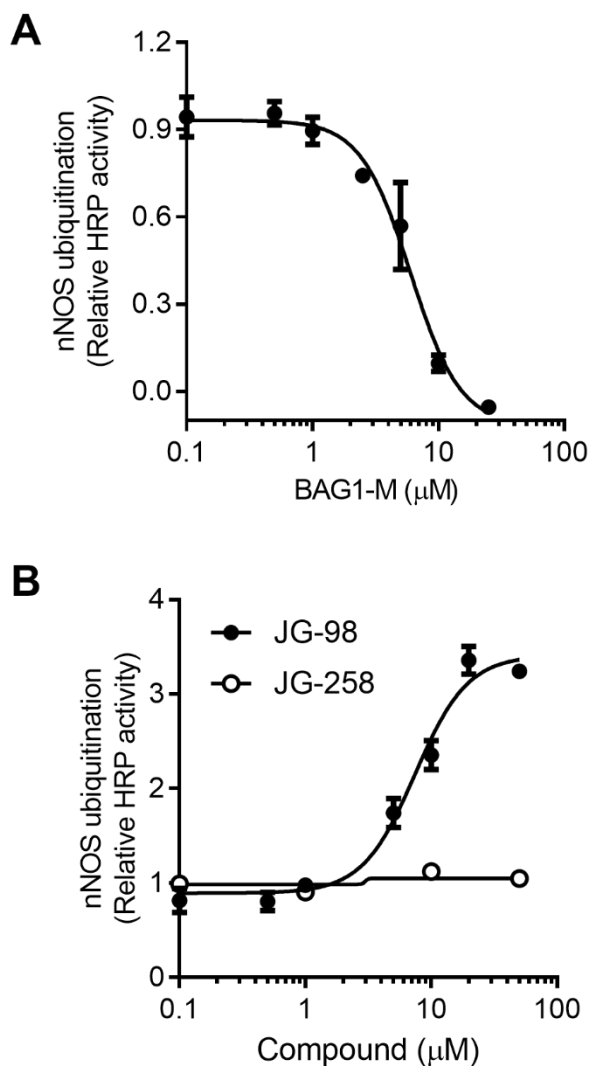 A
nNOS ubiquitination
(Relative HRP activity)
1.2
0.9
0.6
0.3
0.0
0.1
1
10
100
BAG1-M (μM)
B
nNOS ubiquitination
(Relative HRP activity)
4
3
2
1
0
JG-98
JG-258
0.1
1
10
100
Compound (μM)